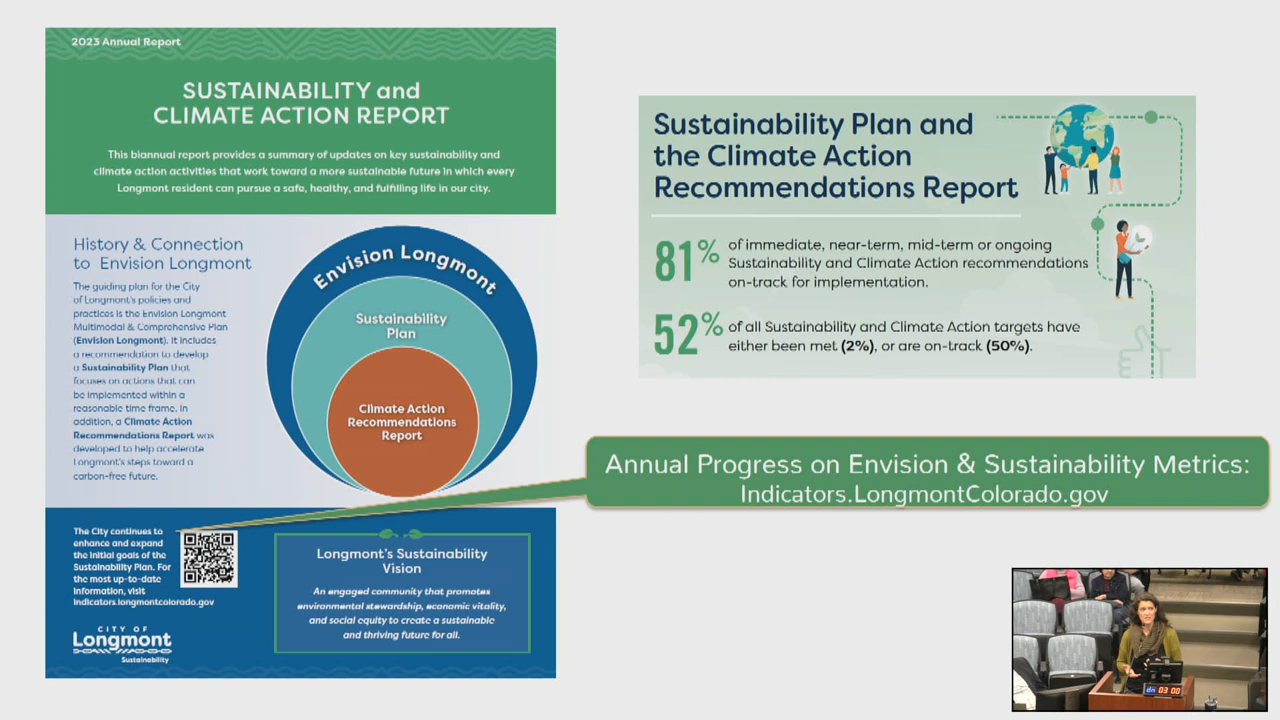 2023 Annual Report
SUSTAINABILITY and
CLIMATE ACTION REPORT
This biannual report provides a summary of updates on key sustainability and
climate action activities that work toward a more sustainable future in which every
Longmont resident can pursue a safe, healthy, and fulfilling life in our city.
History & Connection
to Envision Longmont
The guiding plan for the City
of Longmont's policies and
practices is the Envision Longmont
Multimodal & Comprehensive Plan
(Envision Longmont). It includes
a recommendation to develop
a Sustainability Plan that
focuses on actions that can
be implemented within a
reasonable time frame. In
addition, a Climate Action
Recommendations Report was
developed to help accelerate
Longmont's steps toward a
carbon-free future.
Envision Longmont
Sustainability
Plan
Climate Action
Recommendations
Report
The City continues to
enhance and expand
the initial goals of the
Sustainability Plan. For
the most up-to-date
information, visit
indicators.longmontcolorado.gov
CITY OF
Longmont
Sustainability
Longmont's Sustainability
Vision
An engaged community that promotes
environmental stewardship, economic vitality,
and social equity to create a sustainable
and thriving future for all.
Sustainability Plan and
the Climate Action
Recommendations Report
81% of immediate, near-term, mid-term or ongoing
Sustainability and Climate Action recommendations
on-track for implementation.
52% of all Sustainability and Climate Action targets have
either been met (2%), or are on-track (50%).
Annual Progress on Envision & Sustainability Metrics:
Indicators.LongmontColorado.gov
dn 03 00